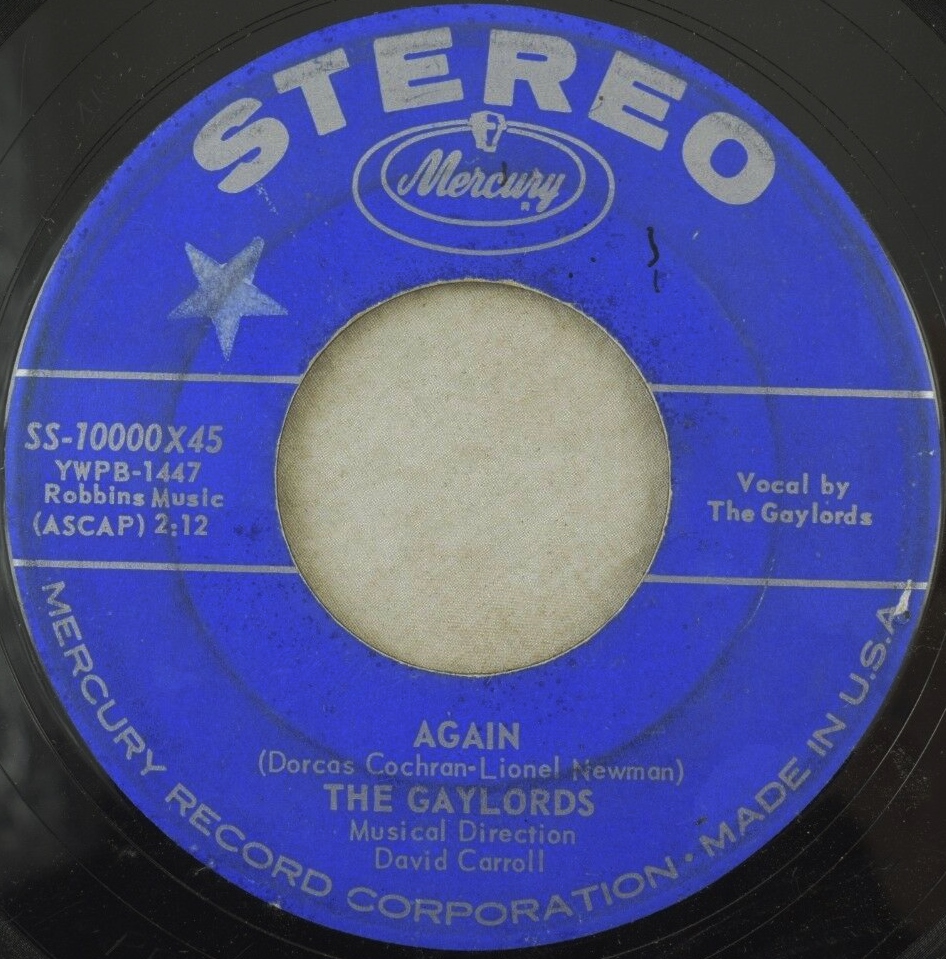 STEREO
Mercury
R
SS-10000X45
YWPB-1447
Robbins Music
(ASCAP) 2:12
Vocal by
The Gaylords
AGAIN
(Dorcas Cochran-Lionel Newman)
THE GAYLORDS
Musical Direction
David Carroll
MERCURY RECORD CORPORATION • MADE IN U.S.A.